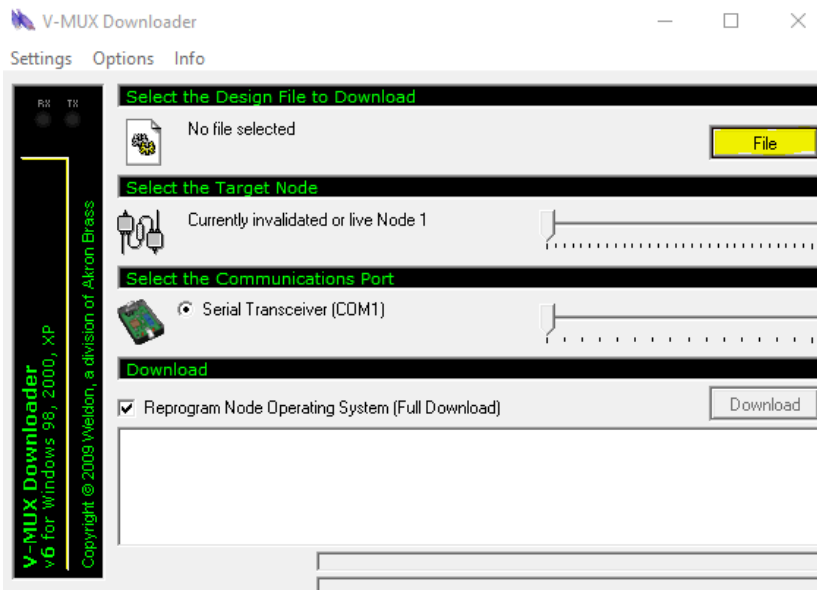 V-MUX Downloader
Settings Options Info
RX TX
V-MUX Downloader
v6 for Windows 98, 2000, XP
Copyright © 2009 Weldon, a division of Akron Brass
Select the Design File to Download
No file selected
File
Select the Target Node
Currently invalidated or live Node 1
Select the Communications Port
Serial Transceiver (COM1)
Download
Reprogram Node Operating System (Full Download)
Download